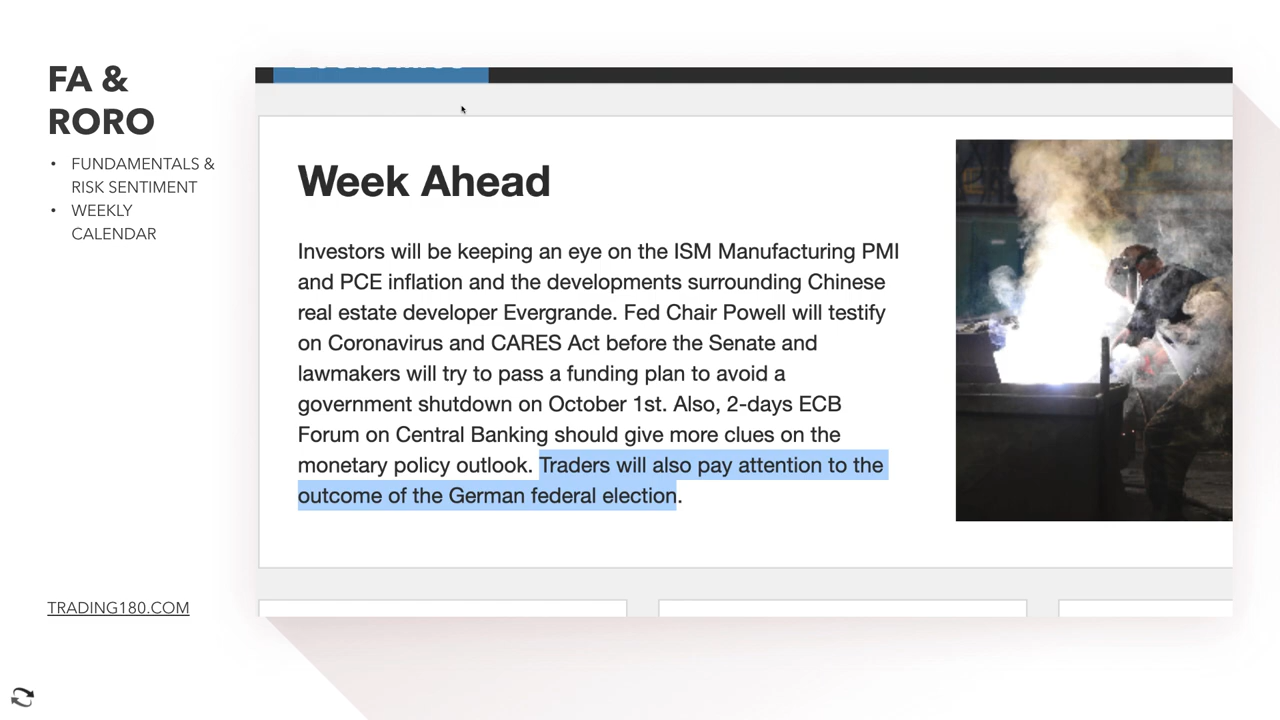 FA &
RORO
• FUNDAMENTALS &
RISK SENTIMENT
• WEEKLY
CALENDAR
TRADING180.COM
Week Ahead
Investors will be keeping an eye on the ISM Manufacturing PMI
and PCE inflation and the developments surrounding Chinese
real estate developer Evergrande. Fed Chair Powell will testify
on Coronavirus and CARES Act before the Senate and
lawmakers will try to pass a funding plan to avoid a
government shutdown on October 1st. Also, 2-days ECB
Forum on Central Banking should give more clues on the
monetary policy outlook. Traders will also pay attention to the
outcome of the German federal election.